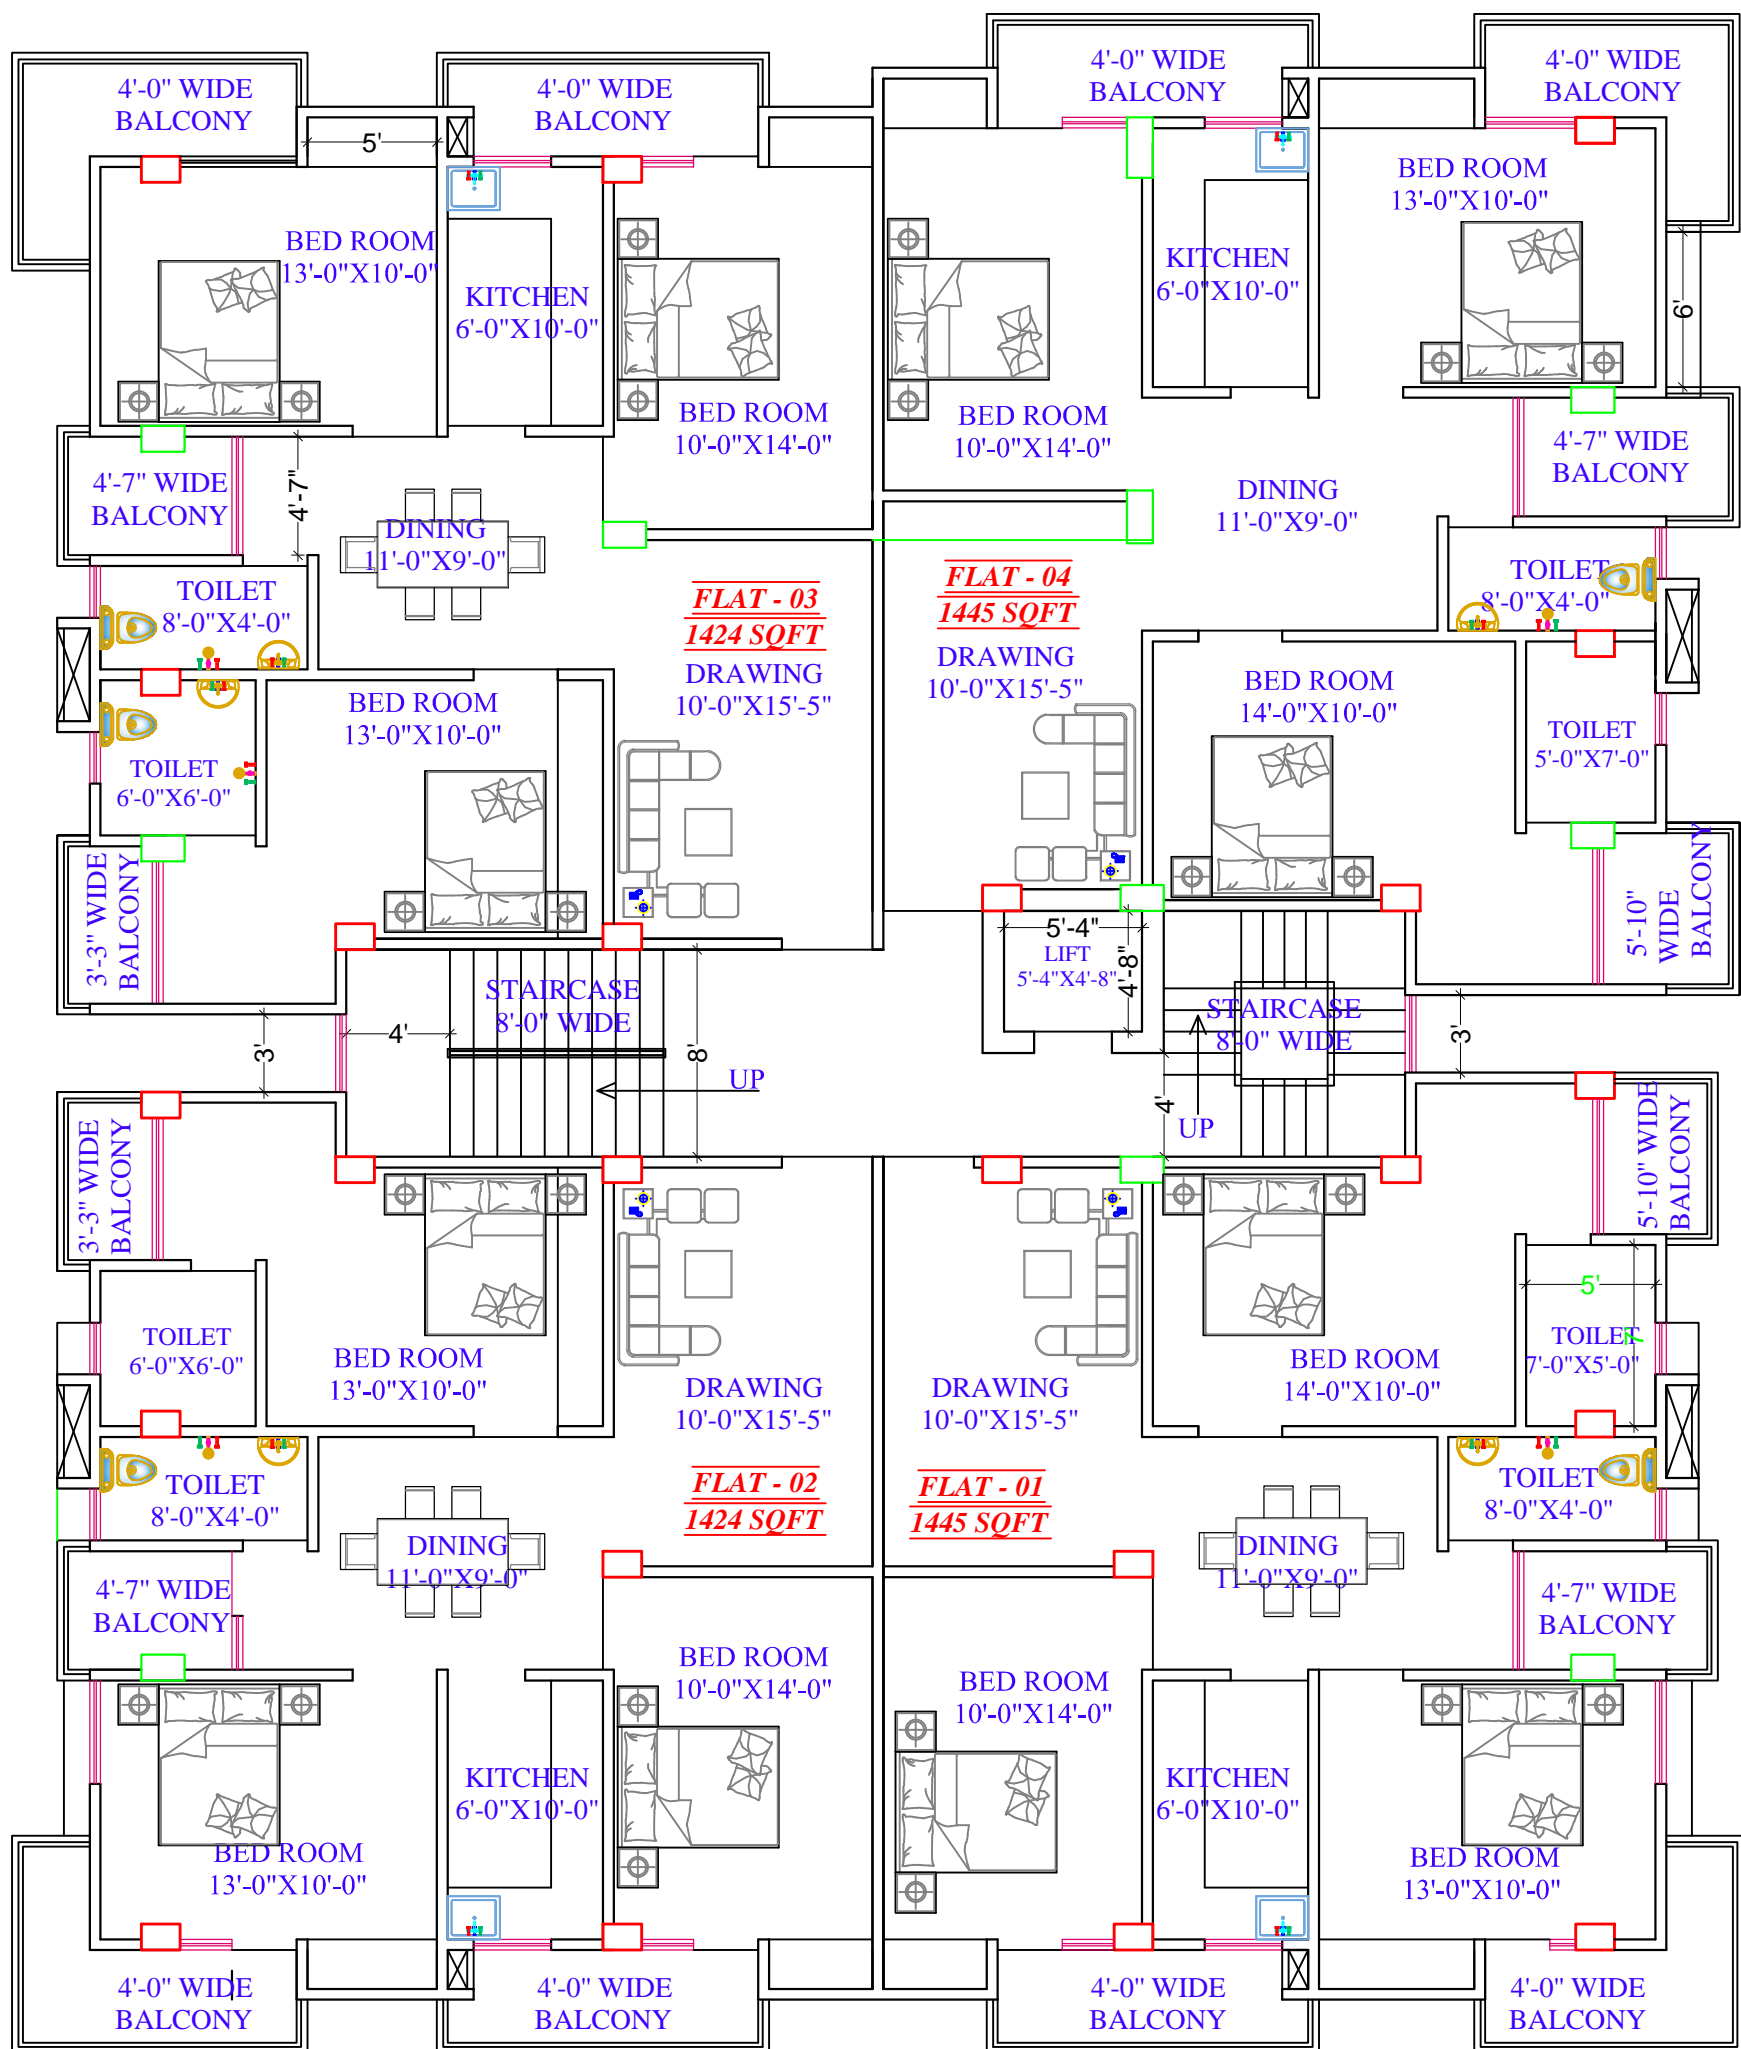 4'-0" WIDE
BALCONY
4'-0" WIDE
BALCONY
4'-0" WIDE
BALCONY
4'-0" WIDE
BALCONY
5'
BED ROOM
13'-0"X10'-0"
KITCHEN
6'-0"X10'-0"
BED ROOM
10'-0"X14'-0"
BED ROOM
10'-0"X14'-0"
KITCHEN
6'-0"X10'-0"
BED ROOM
13'-0"X10'-0"
6'
4'-7" WIDE
BALCONY
4'-7"
DINING
11'-0"X9'-0"
DINING
11'-0"X9'-0"
4'-7" WIDE
BALCONY
TOILET
8'-0"X4'-0"
FLAT - 03
1424 SQFT
DRAWING
10'-0"X15'-5"
FLAT - 04
1445 SQFT
DRAWING
10'-0"X15'-5"
TOILET
8'-0"X4'-0"
BED ROOM
13'-0"X10'-0"
BED ROOM
14'-0"X10'-0"
TOILET
6'-0"X6'-0"
TOILET
5'-0"X7'-0"
3'-3" WIDE
BALCONY
5'-10"
WIDE
BALCONY
5'-4"
LIFT
5'-4"X4'-8"
4'-8"
STAIRCASE
8'-0" WIDE
STAIRCASE
8'-0" WIDE
3'
4'
8'
3'
UP
4'
UP
3'-3" WIDE
BALCONY
5'-10" WIDE
BALCONY
5'
7'
TOILET
6'-0"X6'-0"
BED ROOM
13'-0"X10'-0"
DRAWING
10'-0"X15'-5"
DRAWING
10'-0"X15'-5"
BED ROOM
14'-0"X10'-0"
TOILET
7'-0"X5'-0"
TOILET
8'-0"X4'-0"
FLAT - 02
1424 SQFT
FLAT - 01
1445 SQFT
TOILET
8'-0"X4'-0"
DINING
11'-0"X9'-0"
DINING
11'-0"X9'-0"
4'-7" WIDE
BALCONY
4'-7" WIDE
BALCONY
BED ROOM
10'-0"X14'-0"
BED ROOM
10'-0"X14'-0"
KITCHEN
6'-0"X10'-0"
KITCHEN
6'-0"X10'-0"
BED ROOM
13'-0"X10'-0"
BED ROOM
13'-0"X10'-0"
4'-0" WIDE
BALCONY
4'-0" WIDE
BALCONY
4'-0" WIDE
BALCONY
4'-0" WIDE
BALCONY